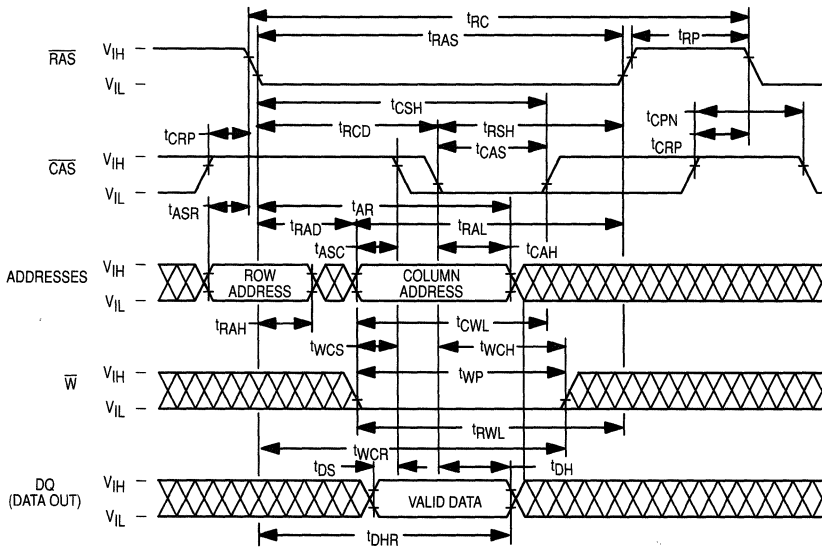 tRC
tRAS
tRP
RAS
VIH
VIL
tCSH
tCRP
tRCD
tRSH
tCPN
tCRP
tCAS
CAS
VIH
VIL
tASR
tAR
tRAD
tRAL
tASC
tCAH
ADDRESSES
VIH
VIL
ROW
ADDRESS
COLUMN
ADDRESS
tRAH
tCWL
tWCS
tWCH
tWP
W
VIH
VIL
tRWL
tWCR
tDS
tDH
DQ
(DATA OUT)
VIH
VIL
VALID DATA
tDHR